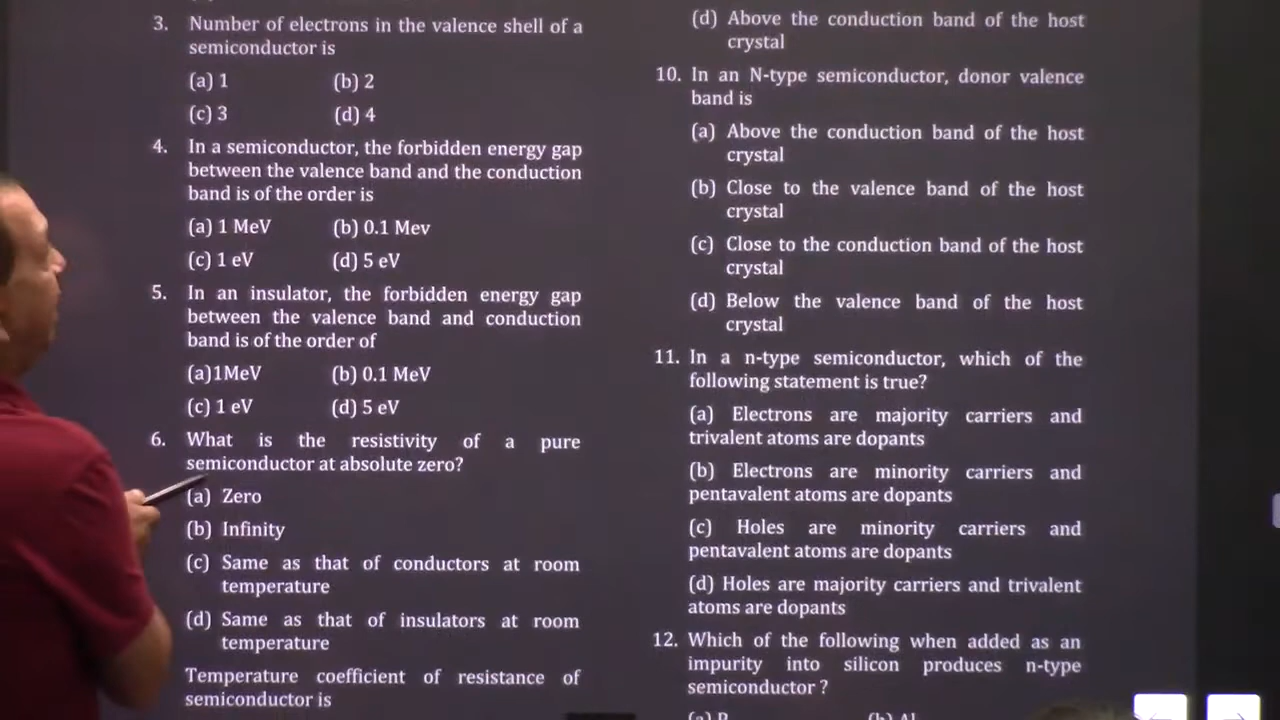 3. Number of electrons in the valence shell of a
semiconductor is
(a) 1 (b) 2
(c) 3 (d) 4
4. In a semiconductor, the forbidden energy gap
between the valence band and the conduction
band is of the order is
(a) 1 MeV (b) 0.1 Mev
(c) 1 eV (d) 5 eV
5. In an insulator, the forbidden energy gap
between the valence band and conduction
band is of the order of
(a)1MeV (b) 0.1 MeV
(c) 1 eV (d) 5 eV
6. What is the resistivity of a pure
semiconductor at absolute zero?
(a) Zero
(b) Infinity
(c) Same as that of conductors at room
temperature
(d) Same as that of insulators at room
temperature
Temperature coefficient of resistance of
semiconductor is
(d) Above the conduction band of the host
crystal
10. In an N-type semiconductor, donor valence
band is
(a) Above the conduction band of the host
crystal
(b) Close to the valence band of the host
crystal
(c) Close to the conduction band of the host
crystal
(d) Below the valence band of the host
crystal
11. In a n-type semiconductor, which of the
following statement is true?
(a) Electrons are majority carriers and
trivalent atoms are dopants
(b) Electrons are minority carriers and
pentavalent atoms are dopants
(c) Holes are minority carriers and
pentavalent atoms are dopants
(d) Holes are majority carriers and trivalent
atoms are dopants
12. Which of the following when added as an
impurity into silicon produces n-type
semiconductor ?
(b) Al